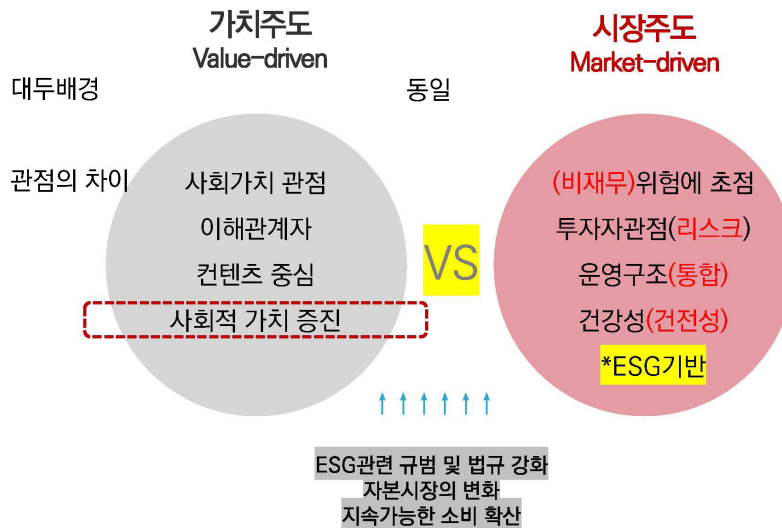 가치주도
Value-driven
시장주도
Market-driven
대두배경
동일
관점의 차이
사회가치 관점
이해관계자
컨텐츠 중심
사회적 가치 증진
VS
(비재무)위험에 초점
투자자관점(리스크)
운영구조(통합)
건강성(건전성)
*ESG기반
ESG관련 규범 및 법규 강화
자본시장의 변화
지속가능한 소비 확산